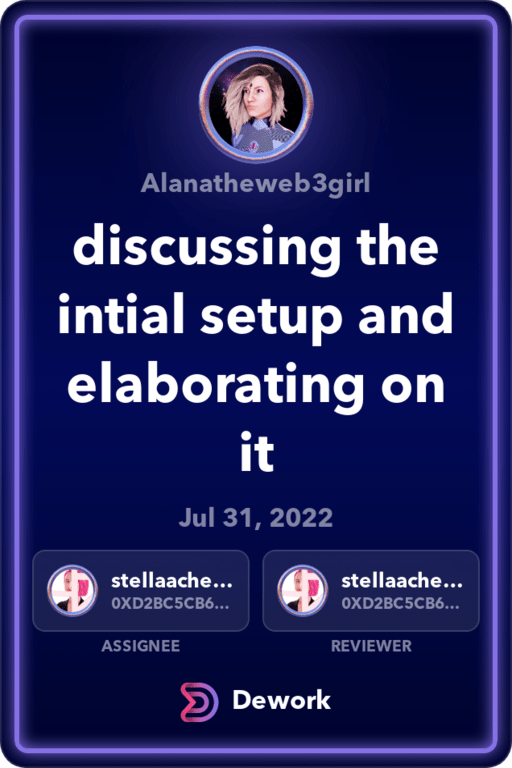 Alanatheweb3girl
discussing the
intial setup and
elaborating on
it
Jul 31, 2022
stellaache...
0XD2BC5CB6...
ASSIGNEE
stellaache...
0XD2BC5CB6...
REVIEWER
Dework